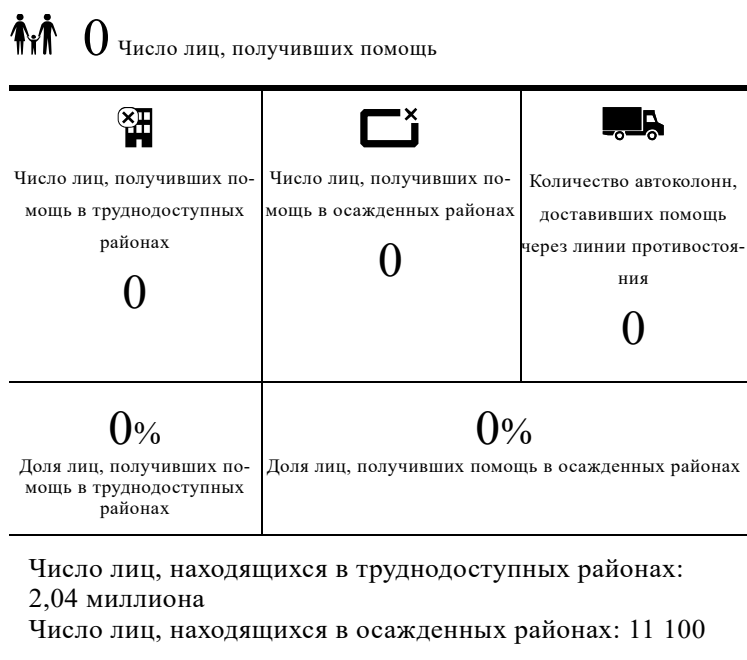 0 Число лиц, получивших помощь
Число лиц, получивших по-
мощь в труднодоступных
районах
0
Число лиц, получивших по-
мощь в осажденных районах
0
Количество автоколонн,
доставивших помощь
через линии противостоя-
ния
0
0%
Доля лиц, получивших по-
мощь в труднодоступных
районах
0%
Доля лиц, получивших помощь в осажденных районах
Число лиц, находящихся в труднодоступных районах:
2,04 миллиона
Число лиц, находящихся в осажденных районах: 11 100